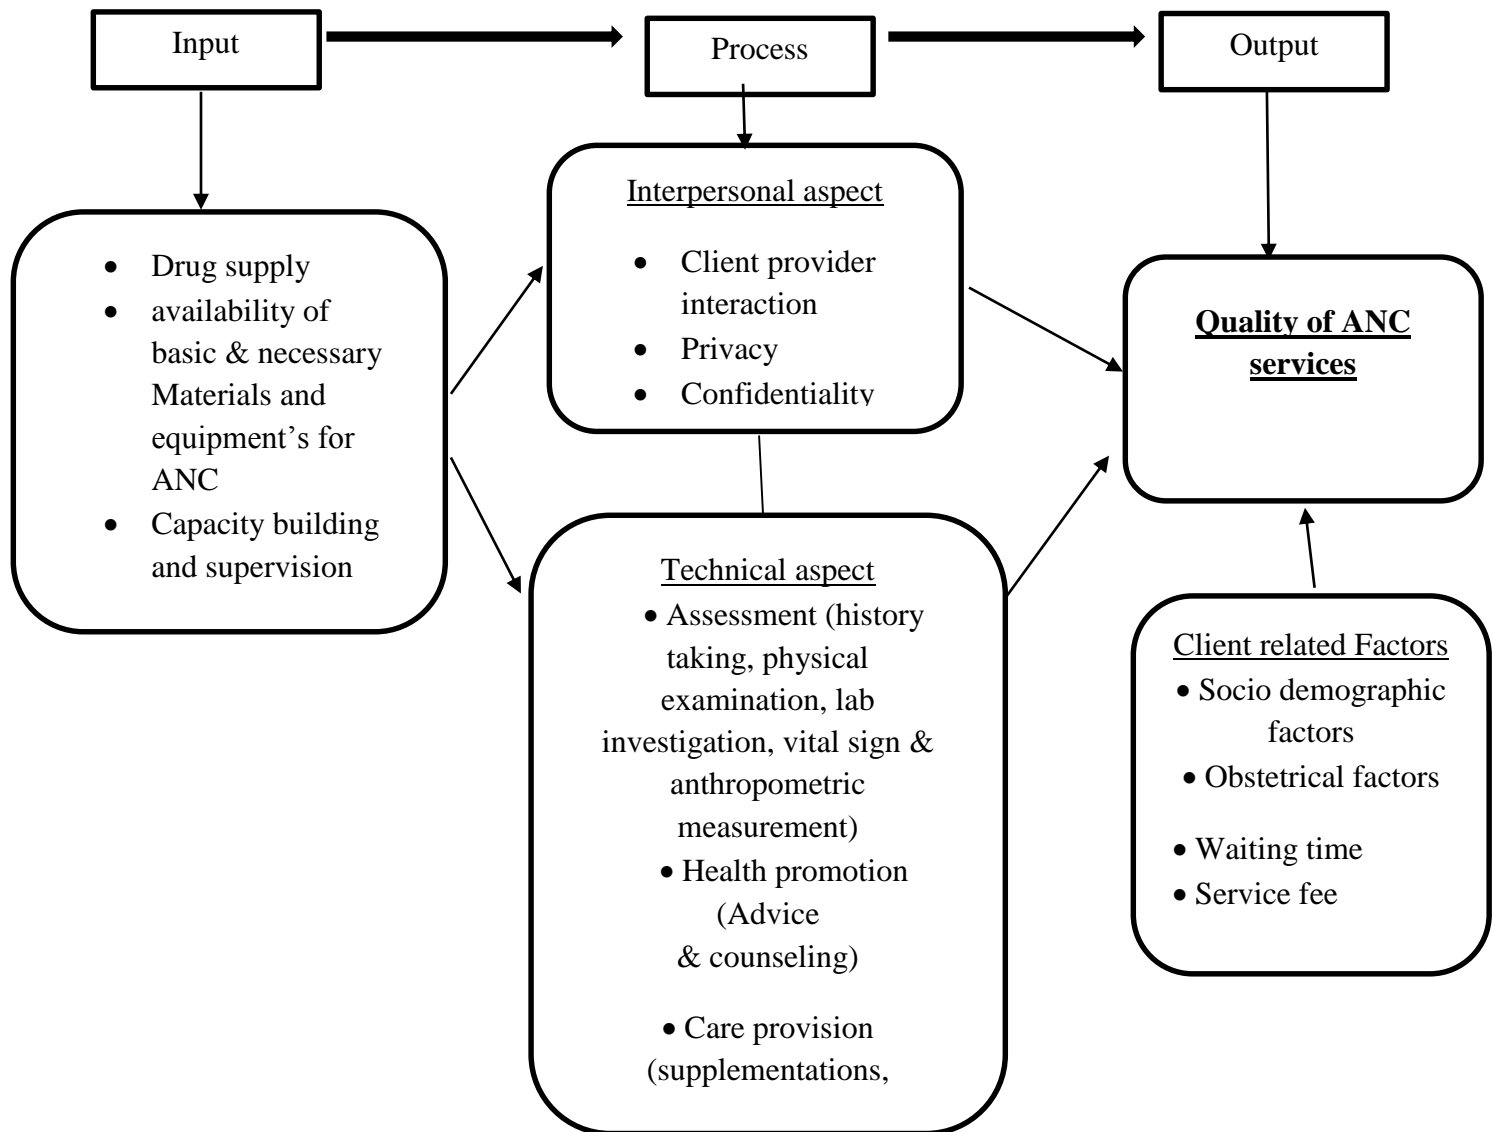 Input
Process
Output
• Drug supply
• availability of
basic & necessary
Materials and
equipment’s for
ANC
• Capacity building
and supervision
Interpersonal aspect
• Client provider
interaction
• Privacy
• Confidentiality
Technical aspect
• Assessment (history
taking, physical
examination, lab
investigation, vital sign &
anthropometric
measurement)
• Health promotion
(Advice
& counseling)
• Care provision
(supplementations,
Quality of ANC
services
Client related Factors
• Socio demographic
factors
• Obstetrical factors
• Waiting time
• Service fee